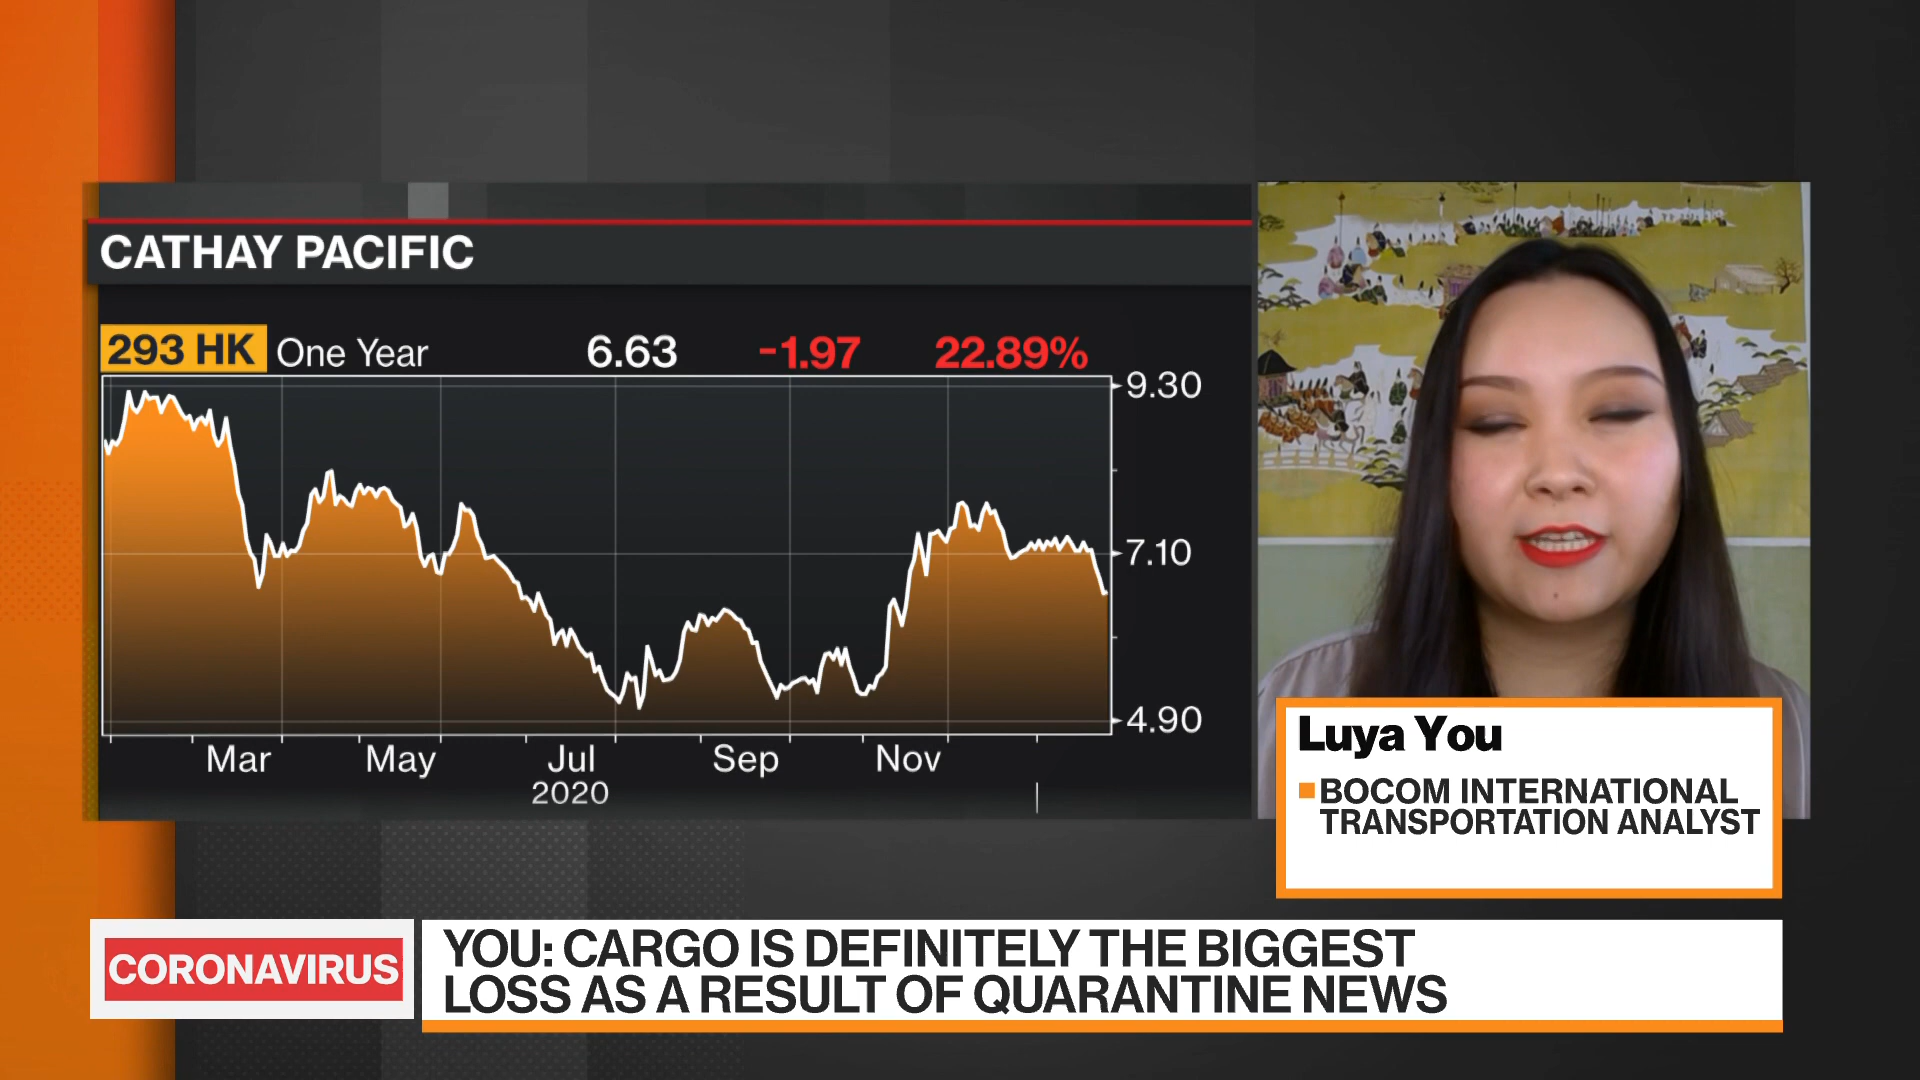 CATHAY PACIFIC
293 HK One Year 6.63 -1.97 22.89%
9.30
7.10
4.90
Mar May Jul Sep Nov
2020
Luya You
BOCOM INTERNATIONAL
TRANSPORTATION ANALYST
CORONAVIRUS
YOU: CARGO IS DEFINITELY THE BIGGEST
LOSS AS A RESULT OF QUARANTINE NEWS